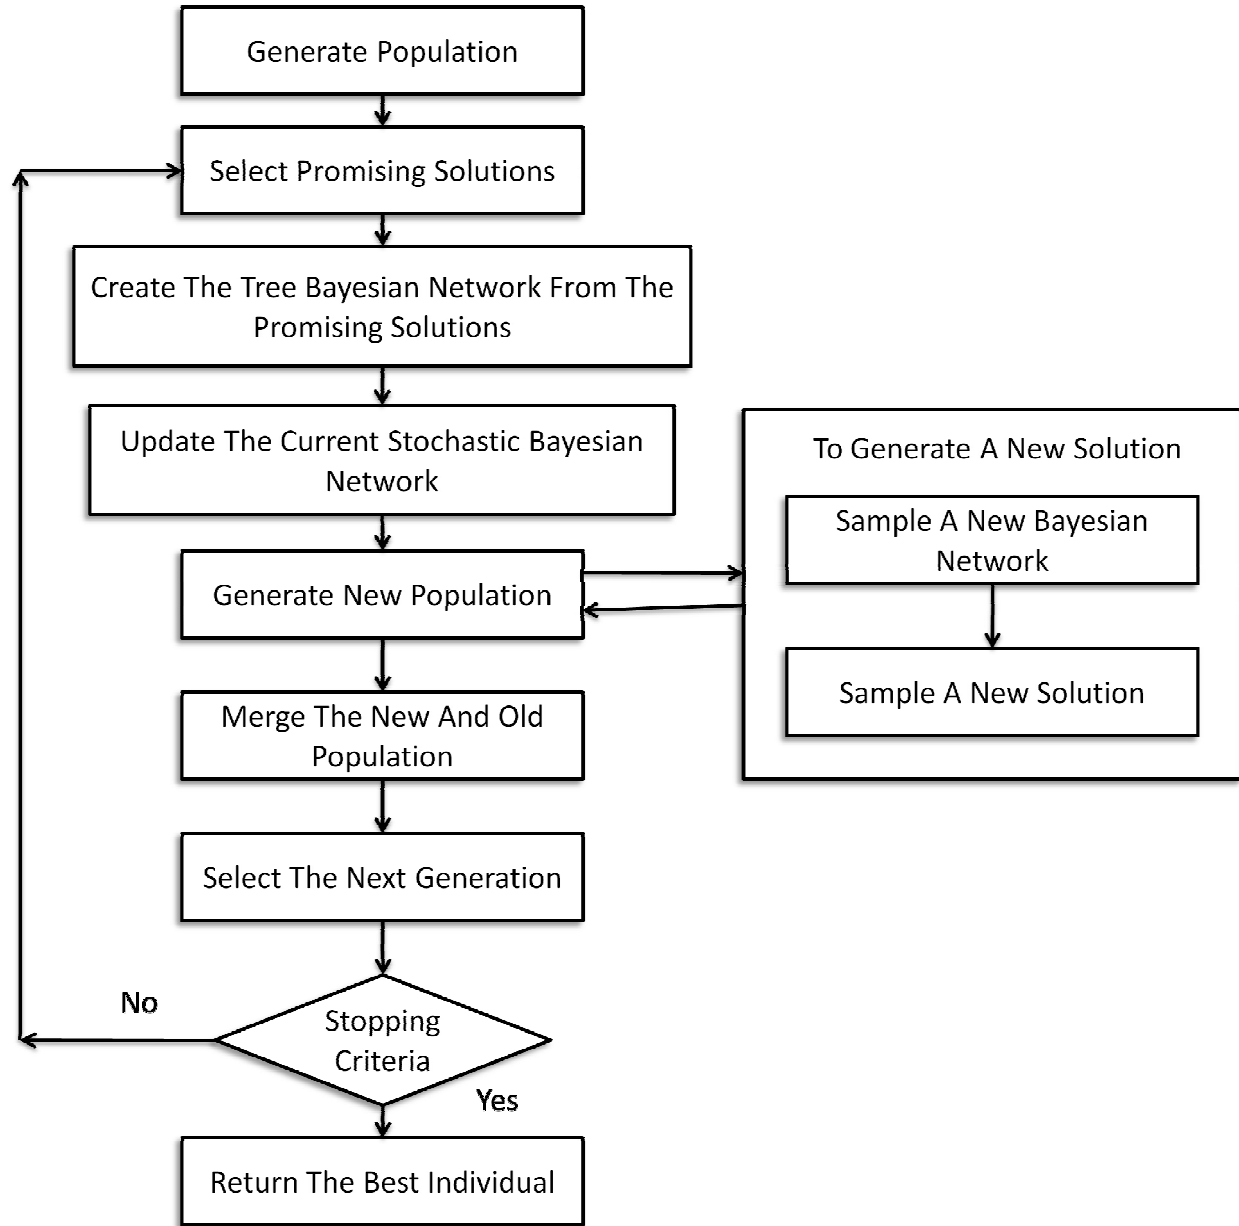 Generate Population
Select Promising Solutions
Create The Tree Bayesian Network From The
Promising Solutions
Update The Current Stochastic Bayesian
Network
To Generate A New Solution
Sample A New Bayesian
Network
Generate New Population
Sample A New Solution
Merge The New And Old
Population
Select The Next Generation
No
Stopping
Criteria
Yes
Return The Best Individual